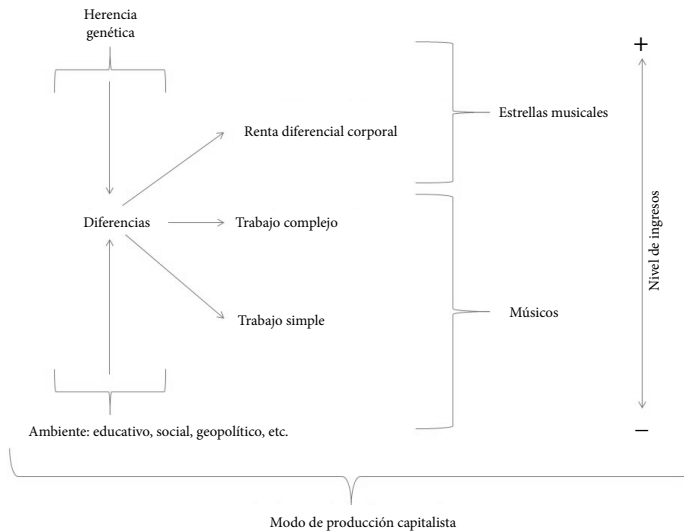 Herencia
genética
+
Renta diferencial corporal
Estrellas musicales
Diferencias
Trabajo complejo
Nivel de ingresos
Trabajo simple
Músicos
Ambiente: educativo, social, geopolítico, etc.
−
Modo de producción capitalista